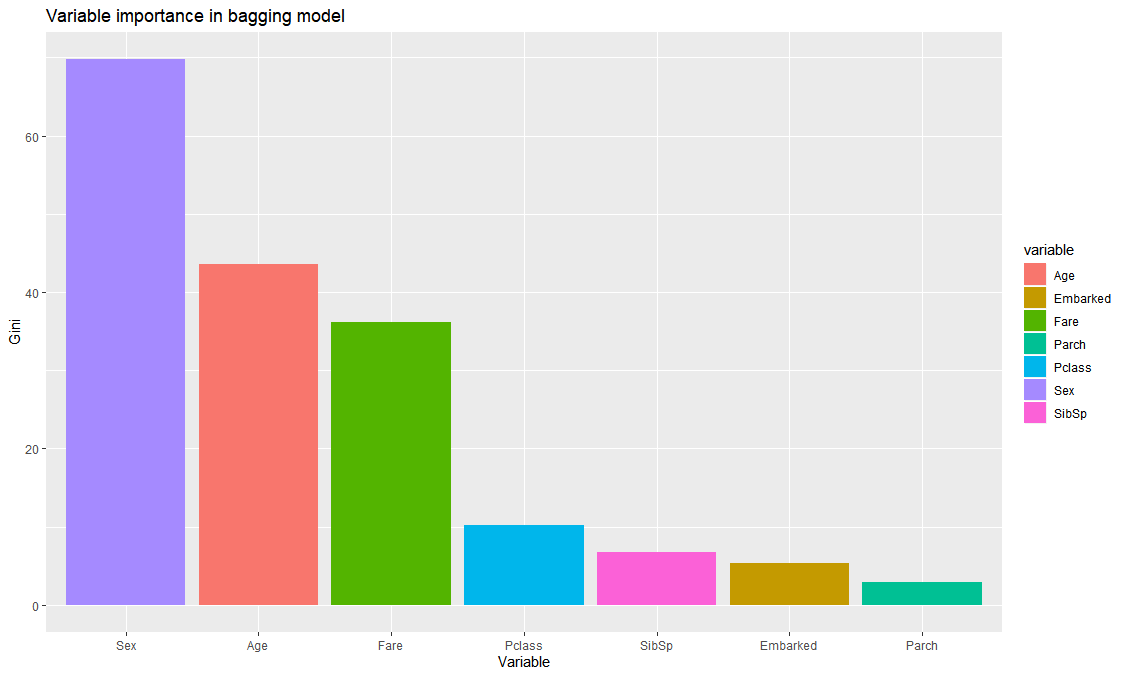 Variable importance in bagging model
60
40
20
0
Gini
Sex Age Fare Pclass SibSp Embarked Parch
Variable
variable
Age
Embarked
Fare
Parch
Pclass
Sex
SibSp